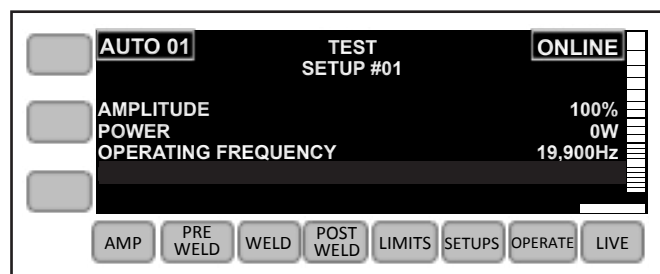 AUTO 01 TEST ONLINE
SETUP #01
AMPLITUDE 100%
POWER 0W
OPERATING FREQUENCY 19,900Hz
AMP PRE WELD WELD POST WELD LIMITS SETUPS OPERATE LIVE